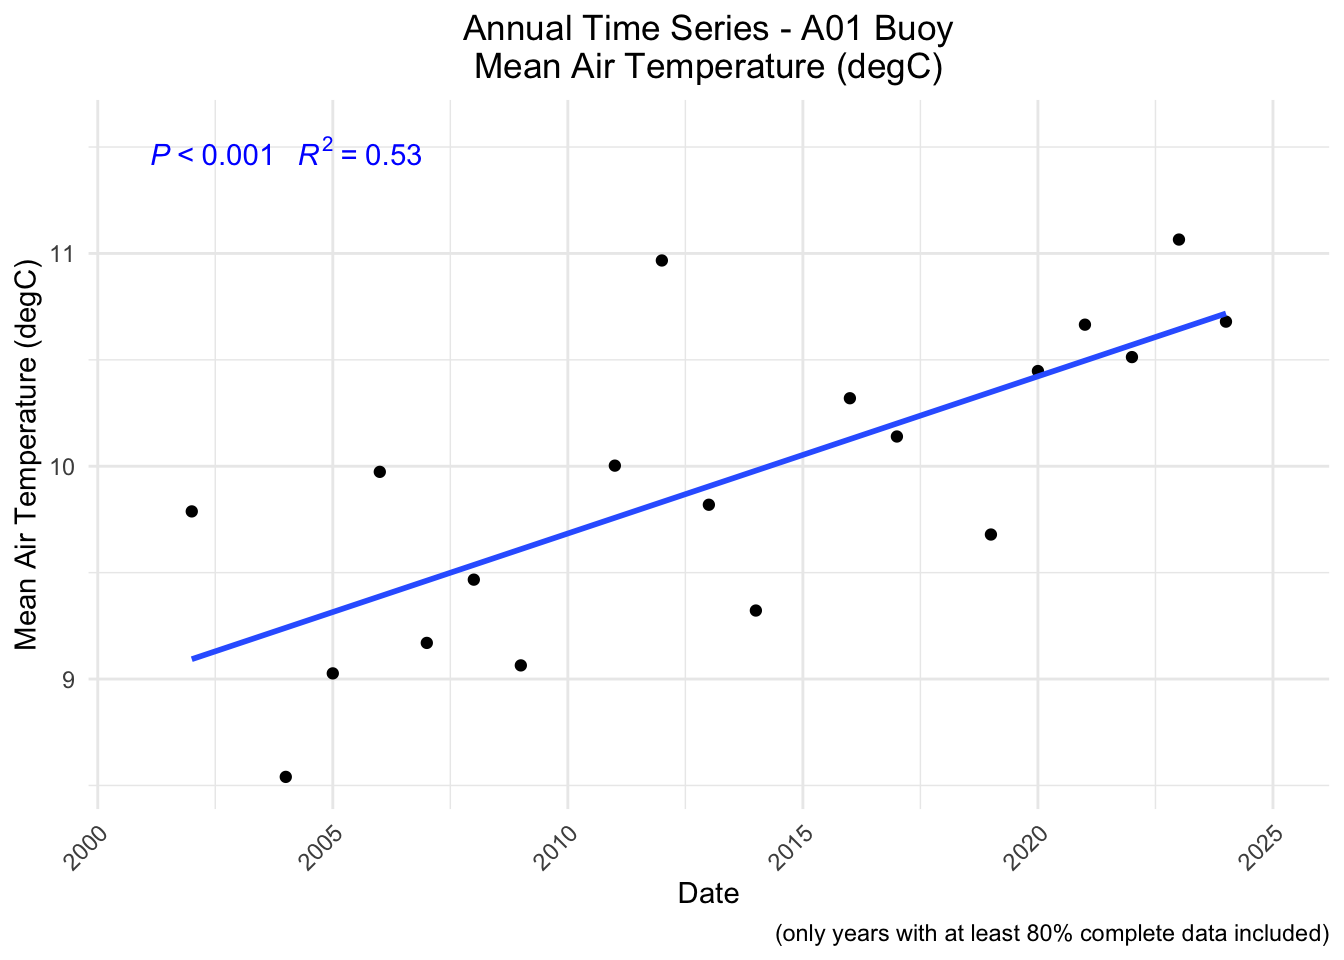 Annual Time Series - A01 Buoy
Mean Air Temperature (degC)
P < 0.001 R² = 0.53
Mean Air Temperature (degC)
11
10
9
2000
2005
2010
2015
2020
2025
Date
(only years with at least 80% complete data included)